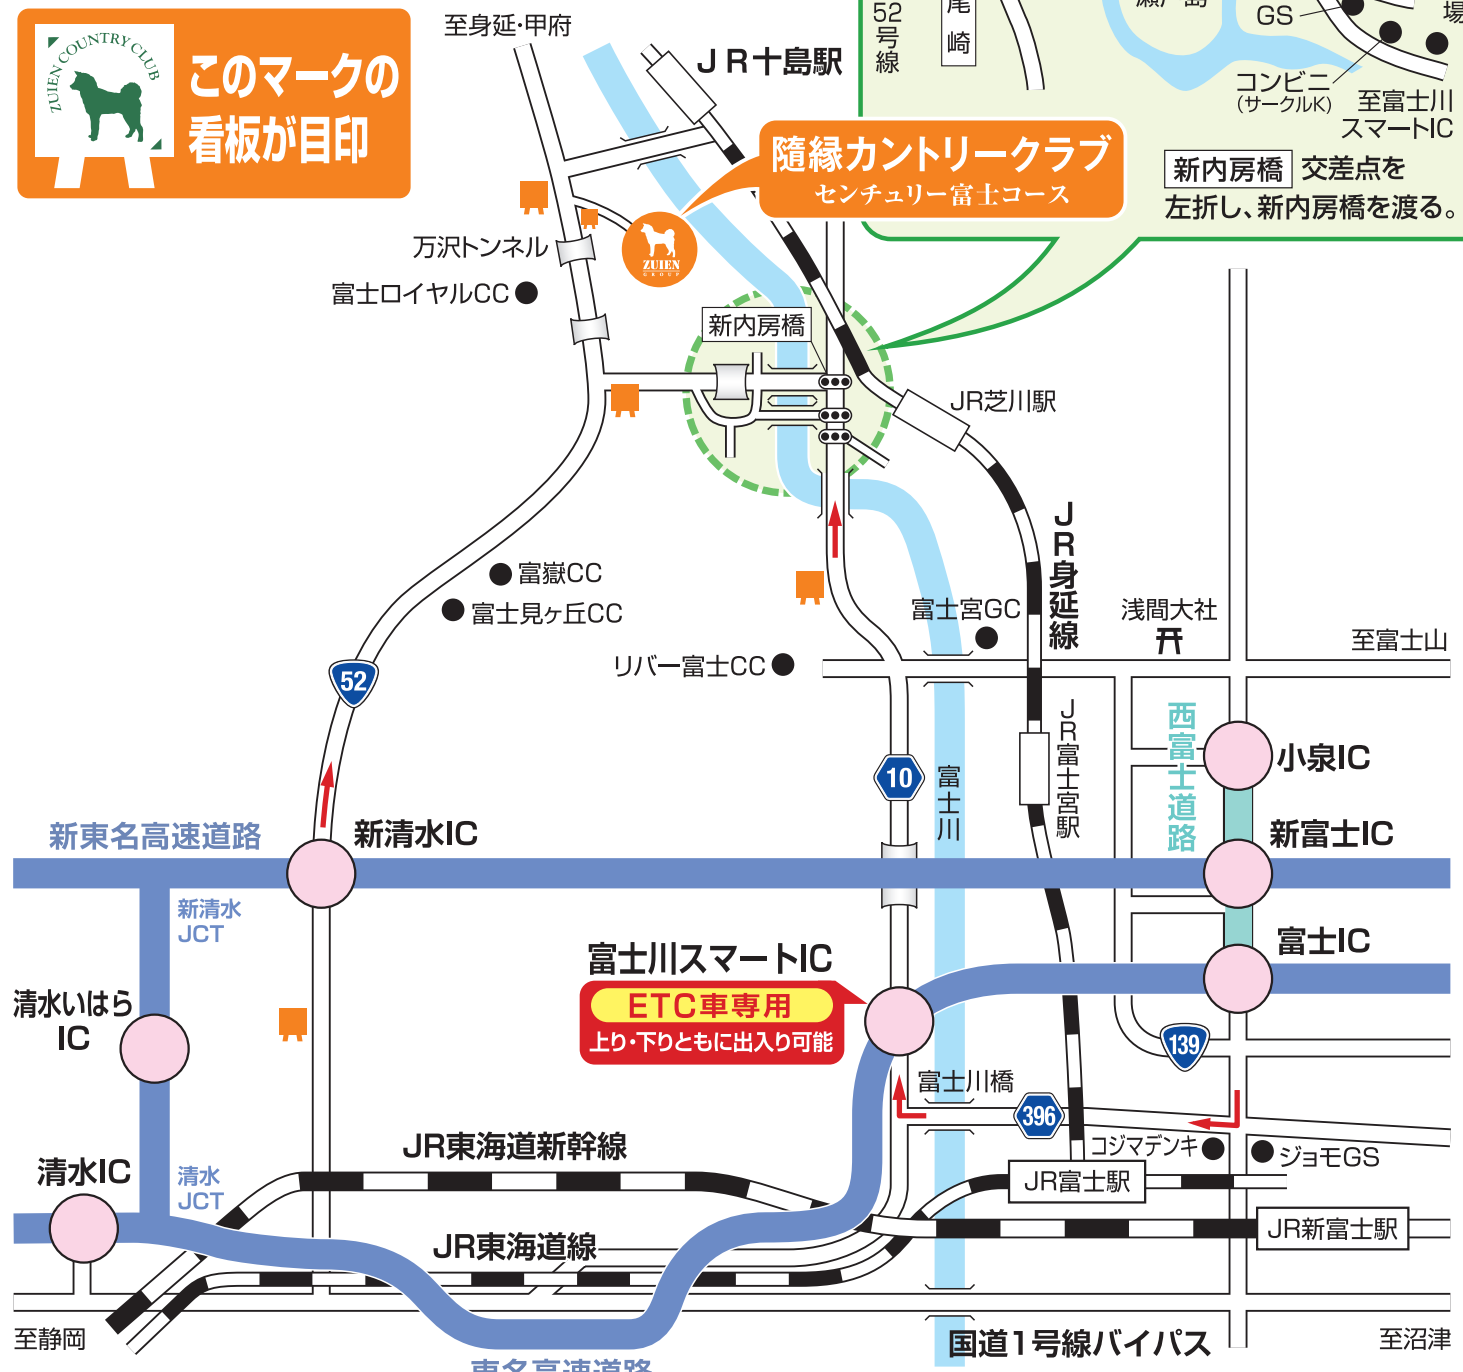 ZUIEN COUNTRY CLUB
このマークの
看板が目印
至身延・甲府
JR十島駅
52号線
尾崎
GS
場
コンビニ
(サークルK)
至富士川
スマートIC
新内房橋 交差点を
左折し、新内房橋を渡る。
隨縁カントリークラブ
センチュリー富士コース
ZUIEN
GROUP
万沢トンネル
富士ロイヤルCC
新内房橋
JR芝川駅
JR身延線
富嶽CC
富士見ヶ丘CC
富士宮GC
浅間大社
至富士山
リバー富士CC
52
JR富士宮駅
西富士道路
小泉IC
10
富士川
新東名高速道路
新清水IC
新富士IC
新清水
JCT
富士川スマートIC
ETC車専用
上り・下りともに出入り可能
富士IC
清水いはら
IC
139
富士川橋
396
コジマデンキ
ジョモGS
JR東海道新幹線
清水IC
清水
JCT
JR富士駅
JR新富士駅
JR東海道線
至静岡
国道1号線バイパス
至沼津
東名高速道路